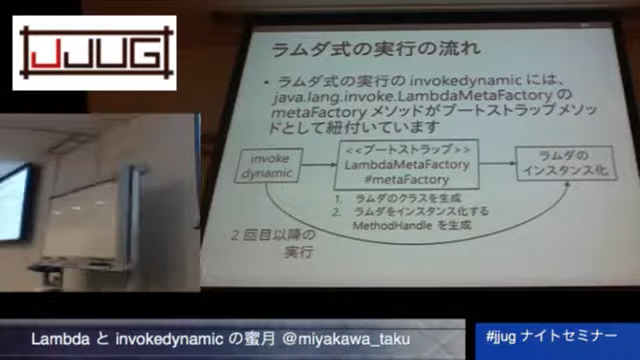 JJUG
ラムダ式の実行の流れ
• ラムダ式の実行の invokedynamic には、
java.lang.invoke.LambdaMetaFactory の
metaFactory メソッドがブートストラップメソッ
ドとして紐付いています
invoke
dynamic
<<ブートストラップ>>
LambdaMetaFactory
#metaFactory
ラムダの
インスタンス化
1. ラムダのクラスを生成
2. ラムダをインスタンス化する
MethodHandle を生成
2 回目以降の
実行
Lambda と invokedynamic の蜜月 @miyakawa_taku
#jjug ナイトセミナー